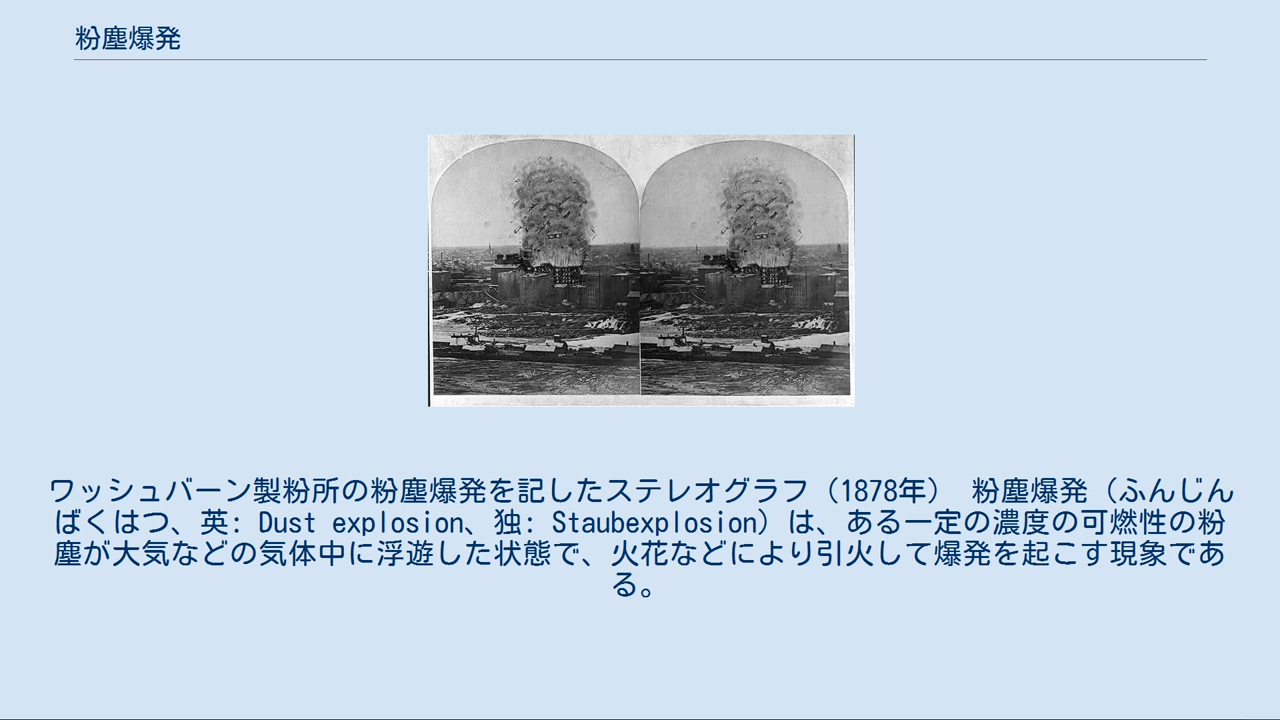 粉塵爆発
ワッシュバーン製粉所の粉塵爆発を記したステレオグラフ（1878年） 粉塵爆発（ふんじん
ばくはつ、英: Dust explosion、独: Staubexplosion）は、ある一定の濃度の可燃性の粉
塵が大気などの気体中に浮遊した状態で、火花などにより引火して爆発を起こす現象であ
る。